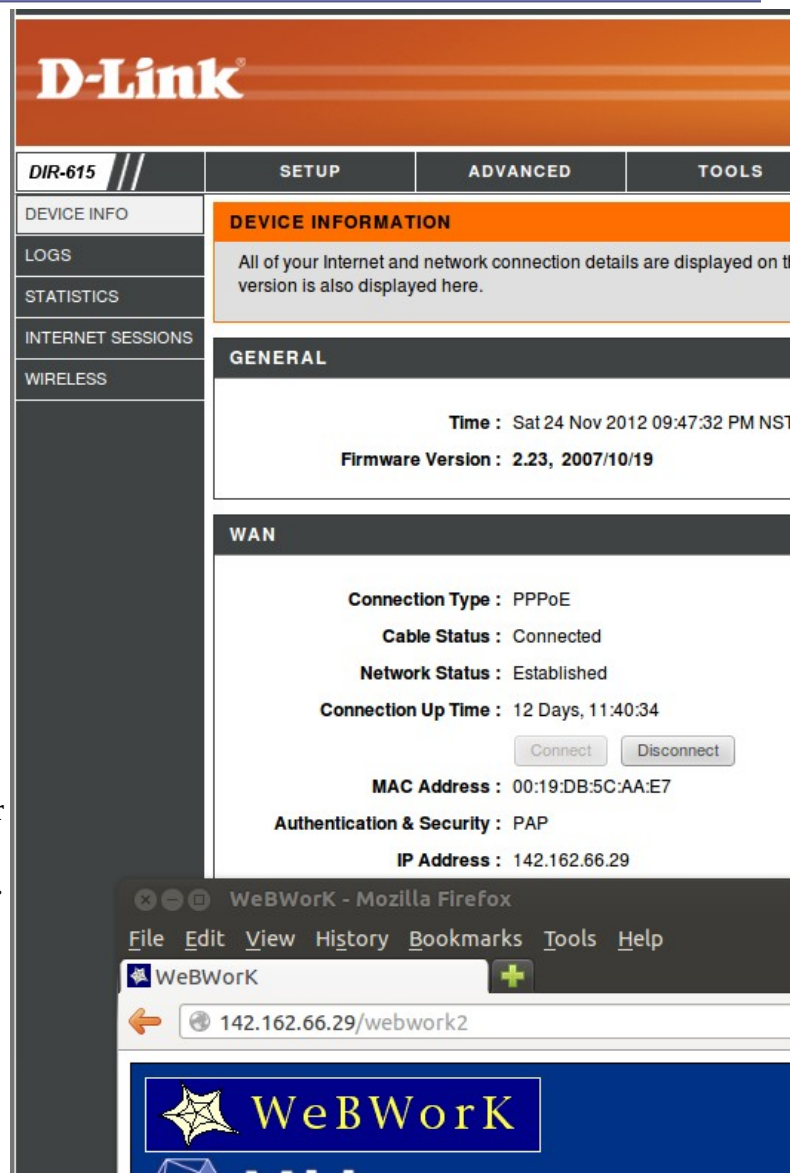 D-Link®
DIR-615 SETUP ADVANCED TOOLS
DEVICE INFO
LOGS
STATISTICS
INTERNET SESSIONS
WIRELESS
DEVICE INFORMATION
All of your Internet and network connection details are displayed on
version is also displayed here.
GENERAL
Time : Sat 24 Nov 2012 09:47:32 PM NST
Firmware Version : 2.23, 2007/10/19
WAN
Connection Type : PPPoE
Cable Status : Connected
Network Status : Established
Connection Up Time : 12 Days, 11:40:34
Connect Disconnect
MAC Address : 00:19:DB:5C:AA:E7
Authentication & Security : PAP
IP Address : 142.162.66.29
WeBWorK - Mozilla Firefox
File Edit View History Bookmarks Tools Help
WeBWorK
142.162.66.29/webwork2
WeBWorK